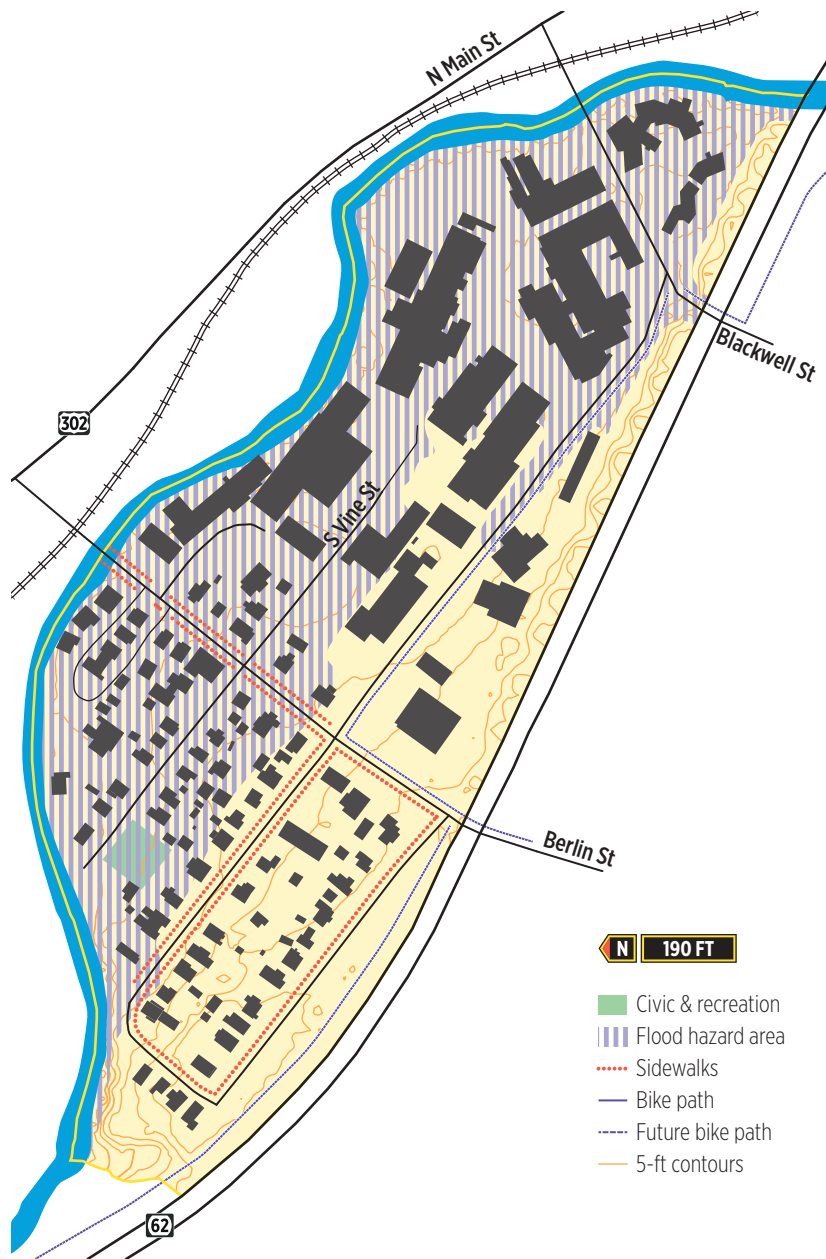 N Main St
Blackwell St
302
S Vine St
Berlin St
N 190 FT
Civic & recreation
Flood hazard area
Sidewalks
Bike path
Future bike path
5-ft contours
62